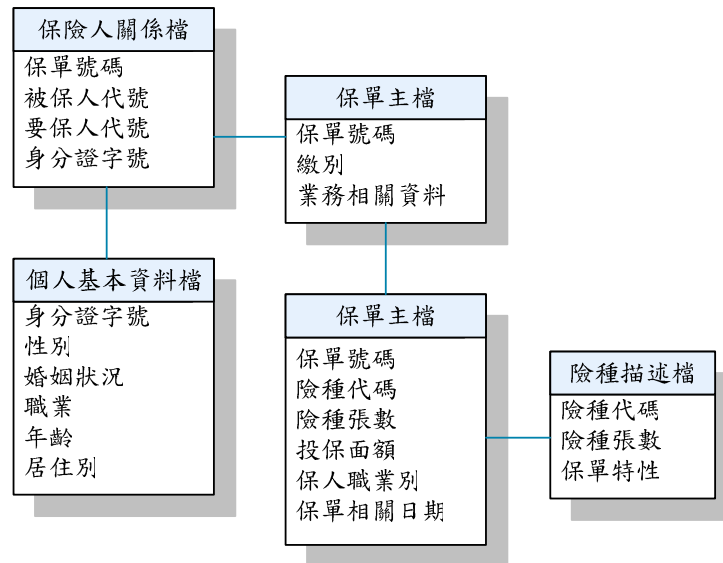 保險人關係檔
保單號碼
被保人代號
要保人代號
身分證字號
保單主檔
保單號碼
繳別
業務相關資料
個人基本資料檔
身分證字號
性別
婚姻狀況
職業
年齡
居住別
保單主檔
保單號碼
險種代碼
險種張數
投保面額
保人職業別
保單相關日期
險種描述檔
險種代碼
險種張數
保單特性